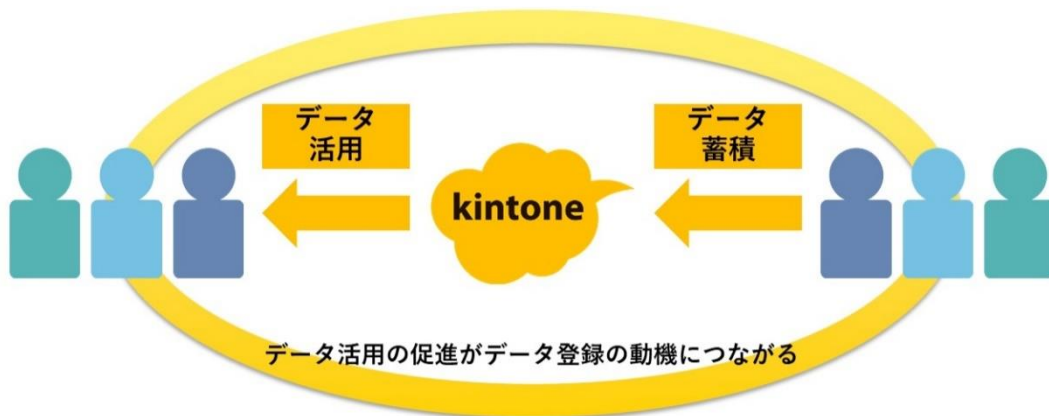 データ
活用
データ
蓄積
kintone
データ活用の促進がデータ登録の動機につながる